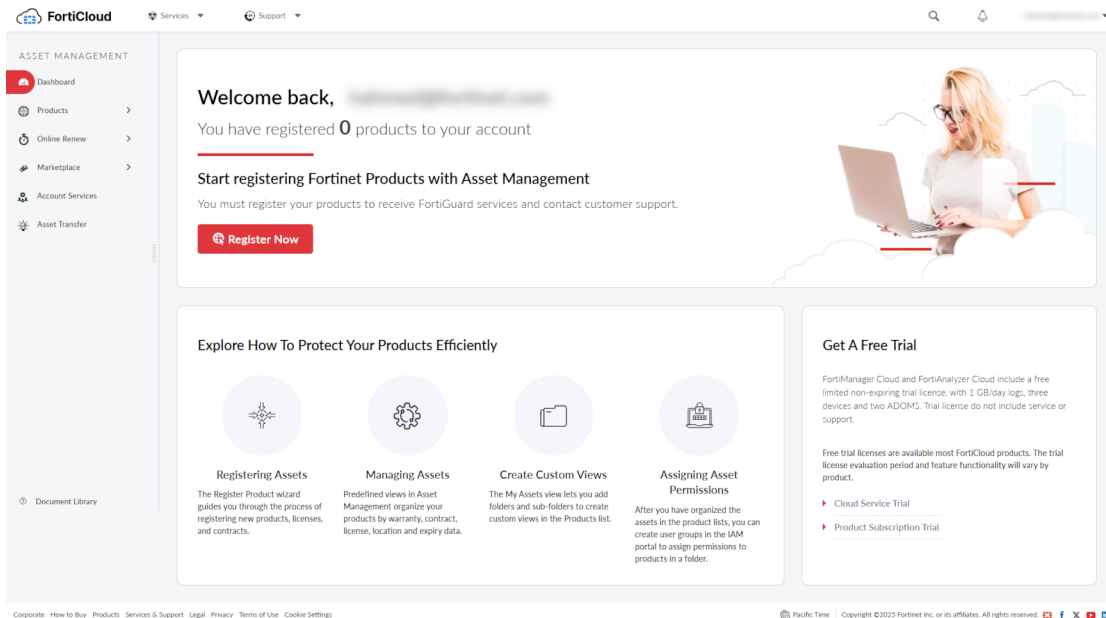 FortiCloud
Services
Support
ASSET MANAGEMENT
Dashboard
Products
Online Renew
Marketplace
Account Services
Asset Transfer
Document Library
Welcome back,
You have registered 0 products to your account
Start registering Fortinet Products with Asset Management
You must register your products to receive FortiGuard services and contact customer support.
Register Now
Explore How To Protect Your Products Efficiently
Registering Assets
The Register Product wizard
guides you through the process of
registering new products, licenses,
and contracts.
Managing Assets
Predefined views in Asset
Management organize your
products by warranty, contract,
license, location and expiry data.
Create Custom Views
The My Assets view lets you add
folders and sub-folders to create
custom views in the Products list.
Assigning Asset
Permissions
After you have organized the
assets in the product lists, you can
create user groups in the IAM
portal to assign permissions to
products in a folder.
Get A Free Trial
FortiManager Cloud and FortiAnalyzer Cloud include a free
limited non-expiring trial license, with 1 GB/day logs, three
devices and two ADOMS. Trial license do not include service or
support.
Free trial licenses are available most FortiCloud products. The trial
license evaluation period and feature functionality will vary by
product.
Cloud Service Trial
Product Subscription Trial
Corporate How to Buy Products Services & Support Legal Privacy Terms of Use Cookie Settings
Pacific Time Copyright ©2025 Fortinet Inc. or its affiliates. All rights reserved.